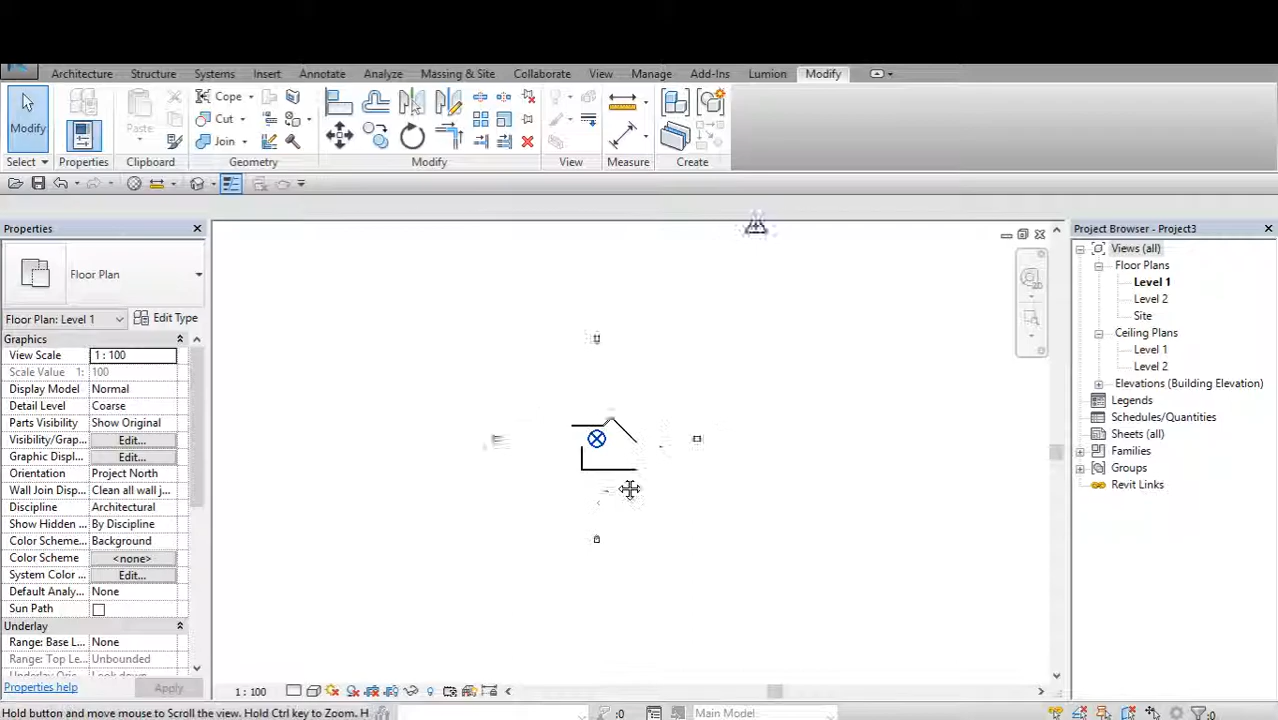 Architecture Structure Systems Insert Annotate Analyze Massing & Site Collaborate View Manage Add-Ins Lumion Modify
Modify
Paste
Cope
Cut
Join
Select Properties Clipboard Geometry Modify View Measure Create
Properties
Floor Plan
Floor Plan: Level 1 Edit Type
Graphics
View Scale 1 : 100
Scale Value 1: 100
Display Model Normal
Detail Level Coarse
Parts Visibility Show Original
Visibility/Grap... Edit...
Graphic Displ... Edit...
Orientation Project North
Wall Join Disp... Clean all wall j...
Discipline Architectural
Show Hidden ... By Discipline
Color Scheme... Background
Color Scheme <none>
System Color ... Edit...
Default Analy... None
Sun Path
Underlay
Range: Base L... None
Range: Top Le... Unbounded
Properties help Apply
1 : 100
Project Browser - Project3
Views (all)
Floor Plans
Level 1
Level 2
Site
Ceiling Plans
Level 1
Level 2
Elevations (Building Elevation)
Legends
Schedules/Quantities
Sheets (all)
Families
Groups
Revit Links
Hold button and move mouse to Scroll the view. Hold Ctrl key to Zoom. H :0 Main Model :0